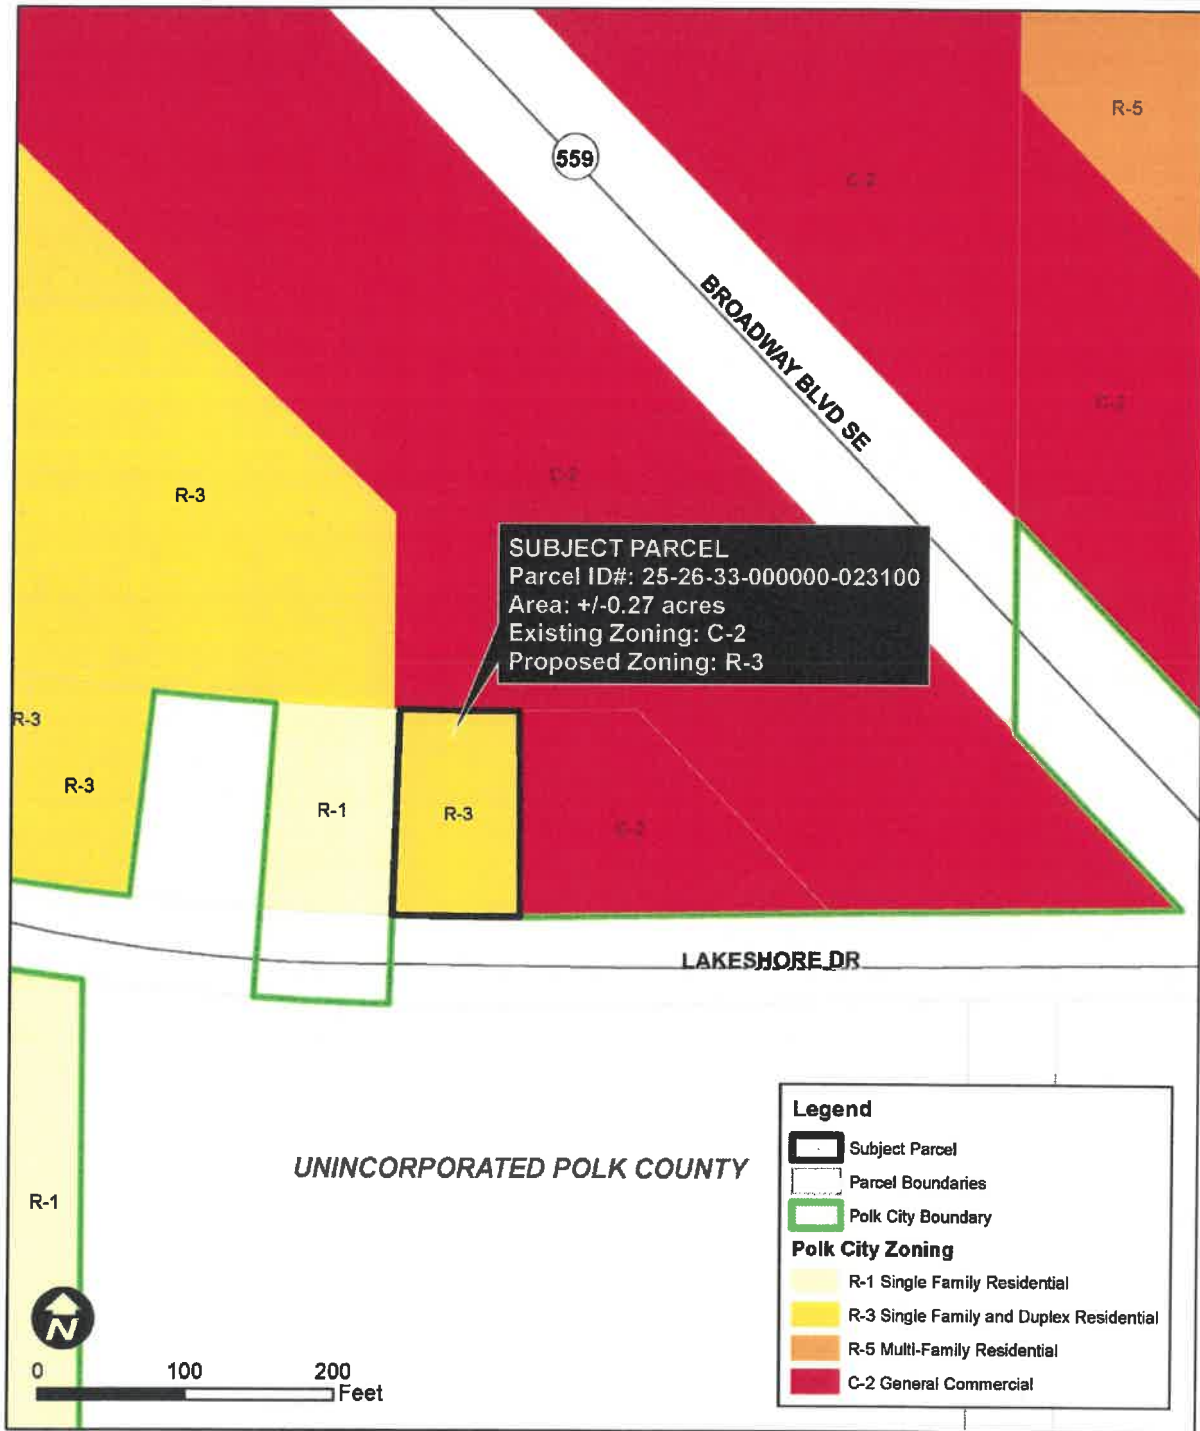 R-5
559
C-2
BROADWAY BLVD SE
C-2
R-3
C-2
SUBJECT PARCEL
Parcel ID#: 25-26-33-000000-023100
Area: +/-0.27 acres
Existing Zoning: C-2
Proposed Zoning: R-3
R-3
R-3
R-1
R-3
C-2
LAKESHORE DR
UNINCORPORATED POLK COUNTY
R-1
N
0 100 200
Feet
Legend
Subject Parcel
Parcel Boundaries
Polk City Boundary
Polk City Zoning
R-1 Single Family Residential
R-3 Single Family and Duplex Residential
R-5 Multi-Family Residential
C-2 General Commercial